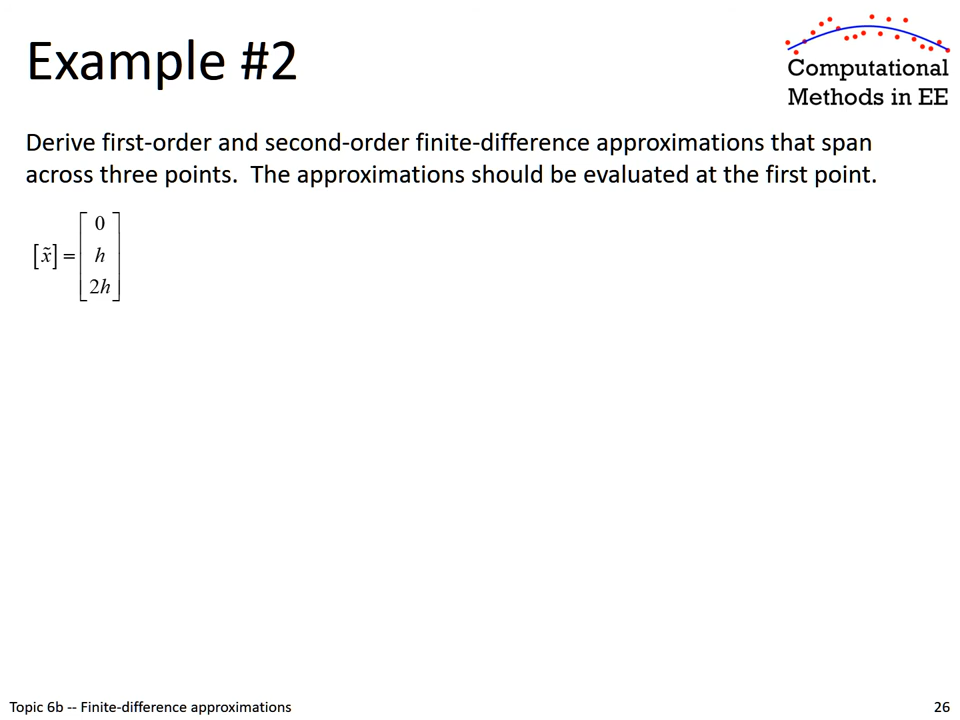 Example #2
Computational
Methods in EE
Derive first-order and second-order finite-difference approximations that span
across three points.  The approximations should be evaluated at the first point.
[x̃] = [0
h
2h]
Topic 6b -- Finite-difference approximations
26